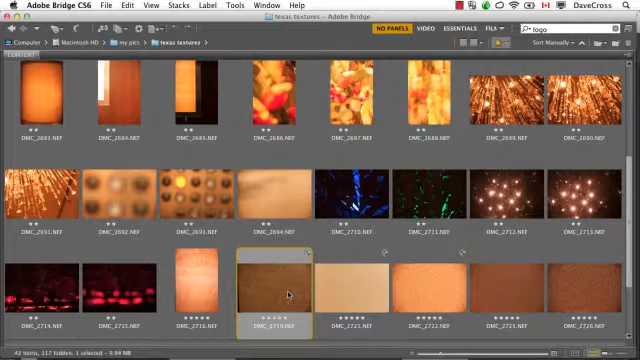 Adobe Bridge CS6 File Edit View Stacks Label Tools Window Help DaveCross
texas textures – Adobe Bridge
NO PANELS VIDEO ESSENTIALS logo
Computer Macintosh HD my pics texas textures Sort Manually
CONTENT
DMC_2683.NEF DMC_2684.NEF DMC_2685.NEF DMC_2686.NEF DMC_2687.NEF DMC_2688.NEF DMC_2689.NEF DMC_2690.NEF
DMC_2691.NEF DMC_2692.NEF DMC_2693.NEF DMC_2694.NEF DMC_2710.NEF DMC_2711.NEF DMC_2712.NEF DMC_2713.NEF
DMC_2714.NEF DMC_2715.NEF DMC_2716.NEF DMC_2719.NEF DMC_2721.NEF DMC_2722.NEF DMC_2725.NEF DMC_2726.NEF
42 items, 117 hidden, 1 selected - 9.94 MB